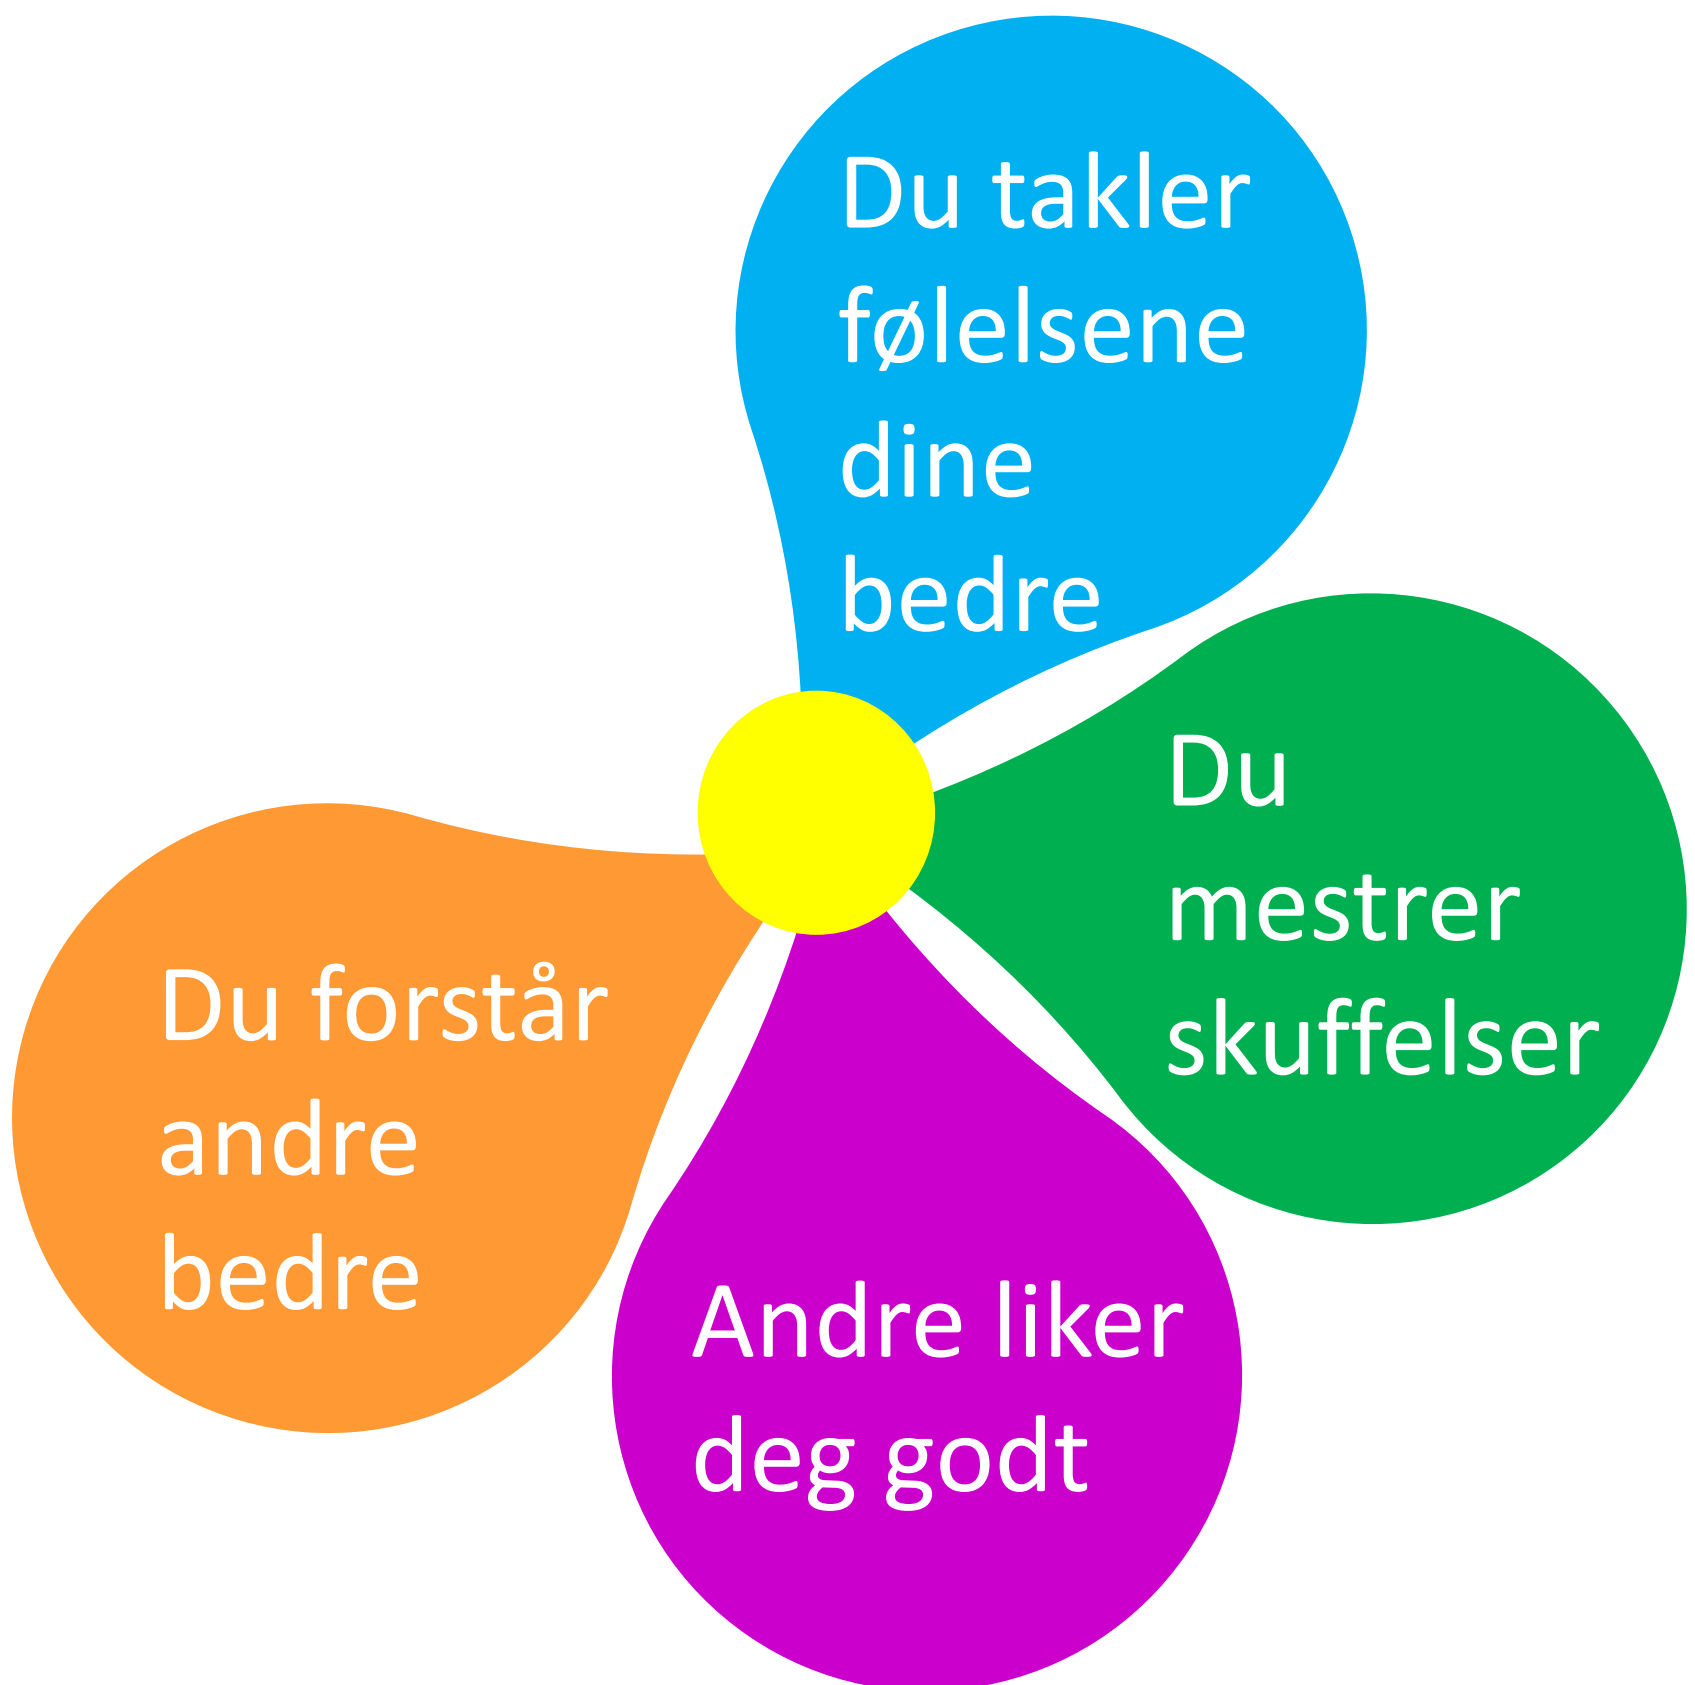 Du takler
følelsene
dine
bedre
Du
mestrer
skuffelser
Andre liker
deg godt
Du forstår
andre
bedre